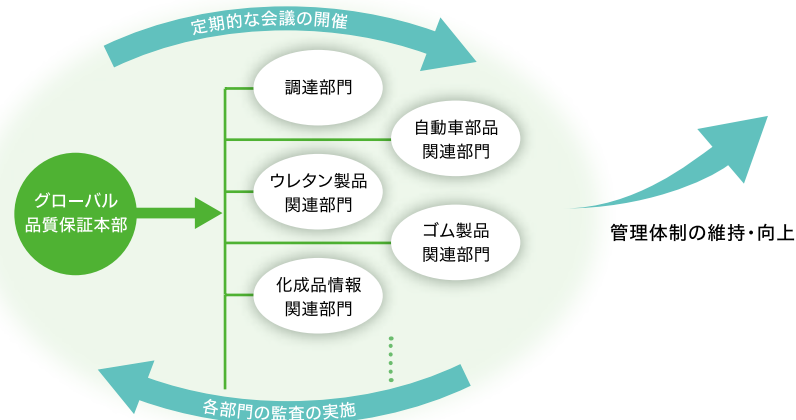 定期的な会議の開催
調達部門
自動車部品
関連部門
グローバル
品質保証本部
ウレタン製品
関連部門
ゴム製品
関連部門
化成品情報
関連部門
管理体制の維持・向上
各部門の監査の実施